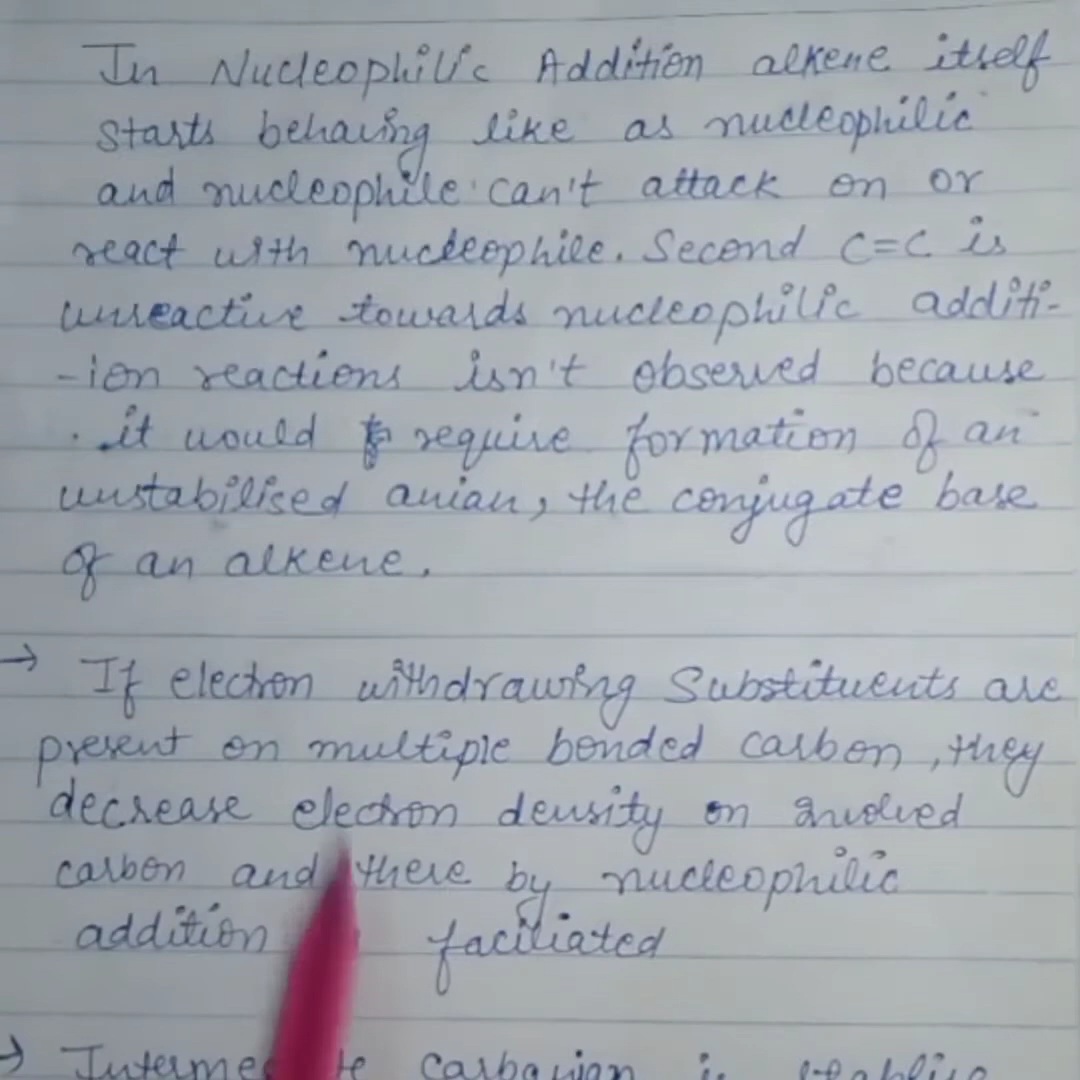 In Nucleophilic Addition alkene itself
starts behaving like as nucleophilic
and nucleophile can't attack on or
react with nucleophile. Second C=C is
unreactive towards nucleophilic additi-
-ion reactions isn't observed because
it would require formation of an
unstabilised anian, the conjugate base
of an alkene.
→ If electron withdrawing Substituents are
present on multiple bonded carbon, they
decrease electron density on involved
carbon and there by nucleophilic
addition faciliated
→ carbanian is